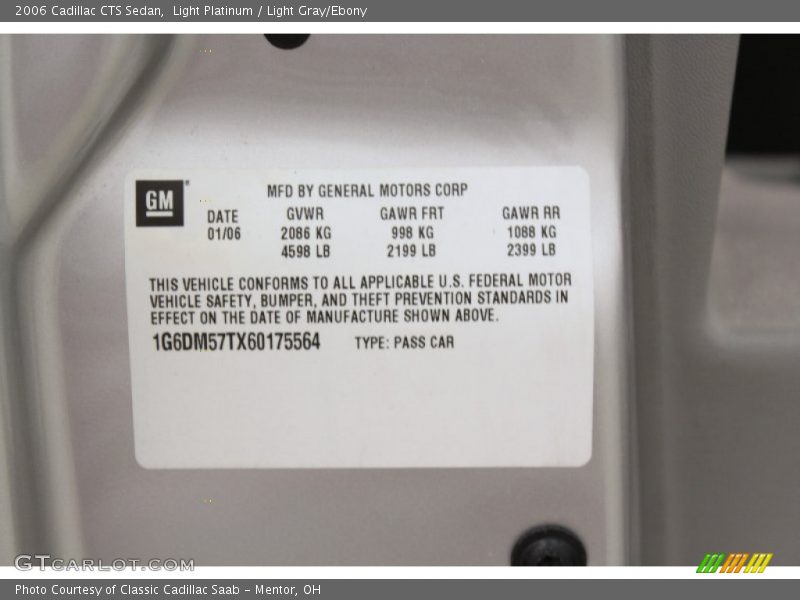 2006 Cadillac CTS Sedan,  Light Platinum / Light Gray/Ebony
GM
MFD BY GENERAL MOTORS CORP
DATE GVWR GAWR FRT GAWR RR
01/06 2086 KG 998 KG 1088 KG
4598 LB 2199 LB 2399 LB
THIS VEHICLE CONFORMS TO ALL APPLICABLE U.S. FEDERAL MOTOR
VEHICLE SAFETY, BUMPER, AND THEFT PREVENTION STANDARDS IN
EFFECT ON THE DATE OF MANUFACTURE SHOWN ABOVE.
1G6DM57TX60175564 TYPE: PASS CAR
GTCARLOT.COM
Photo Courtesy of Classic Cadillac Saab - Mentor, OH